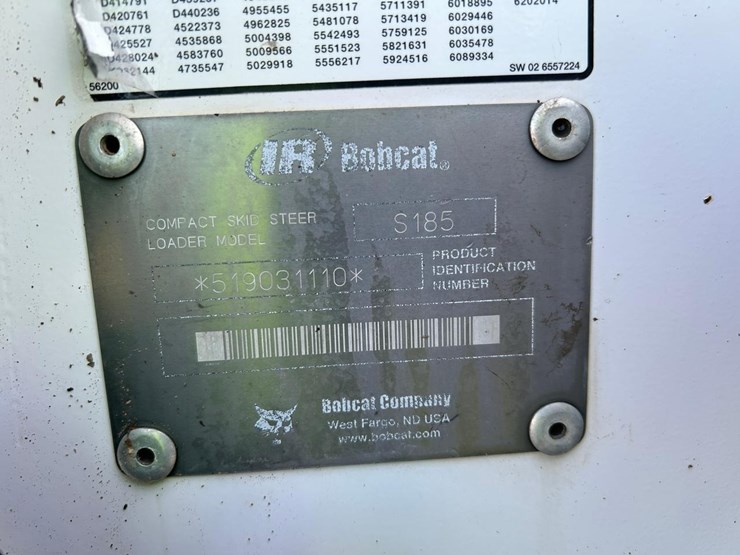 D414791 5435117 5711391 6018895 6202014
D420761 D440236 4955455 5481078 5713419 6029446
D424778 4522373 4962825 5542493 5759125 6030169
D425527 4535868 5004398 5551523 5821631 6035478
D428024 4583760 5009566 5556217 5924516 6089334
4735547 5029918
56200
SW 02 6557224
IR Bobcat®
COMPACT SKID STEER
LOADER MODEL
S185
*519031110*
PRODUCT
IDENTIFICATION
NUMBER
Bobcat Company
West Fargo, ND USA
www.bobcat.com